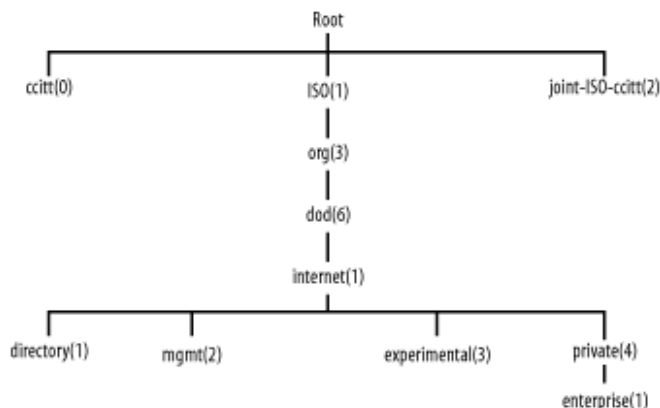 Root
ccitt(0) ISO(1) joint-ISO-ccitt(2)
org(3)
dod(6)
internet(1)
directory(1) mgmt(2) experimental(3) private(4)
enterprise(1)